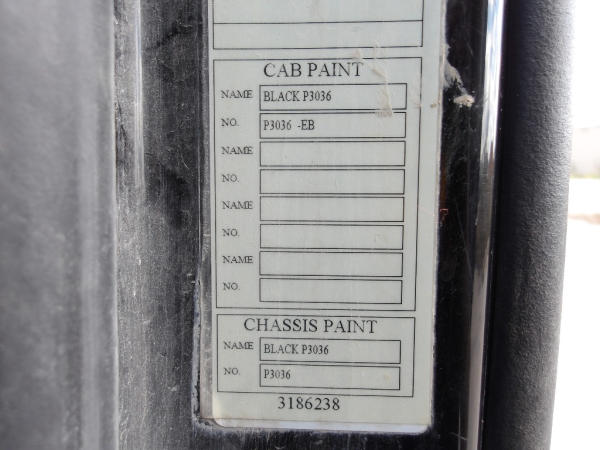 CAB PAINT
NAME BLACK P3036
NO. P3036 -EB
NAME
NO.
NAME
NO.
NAME
NO.
CHASSIS PAINT
NAME BLACK P3036
NO. P3036
3186238